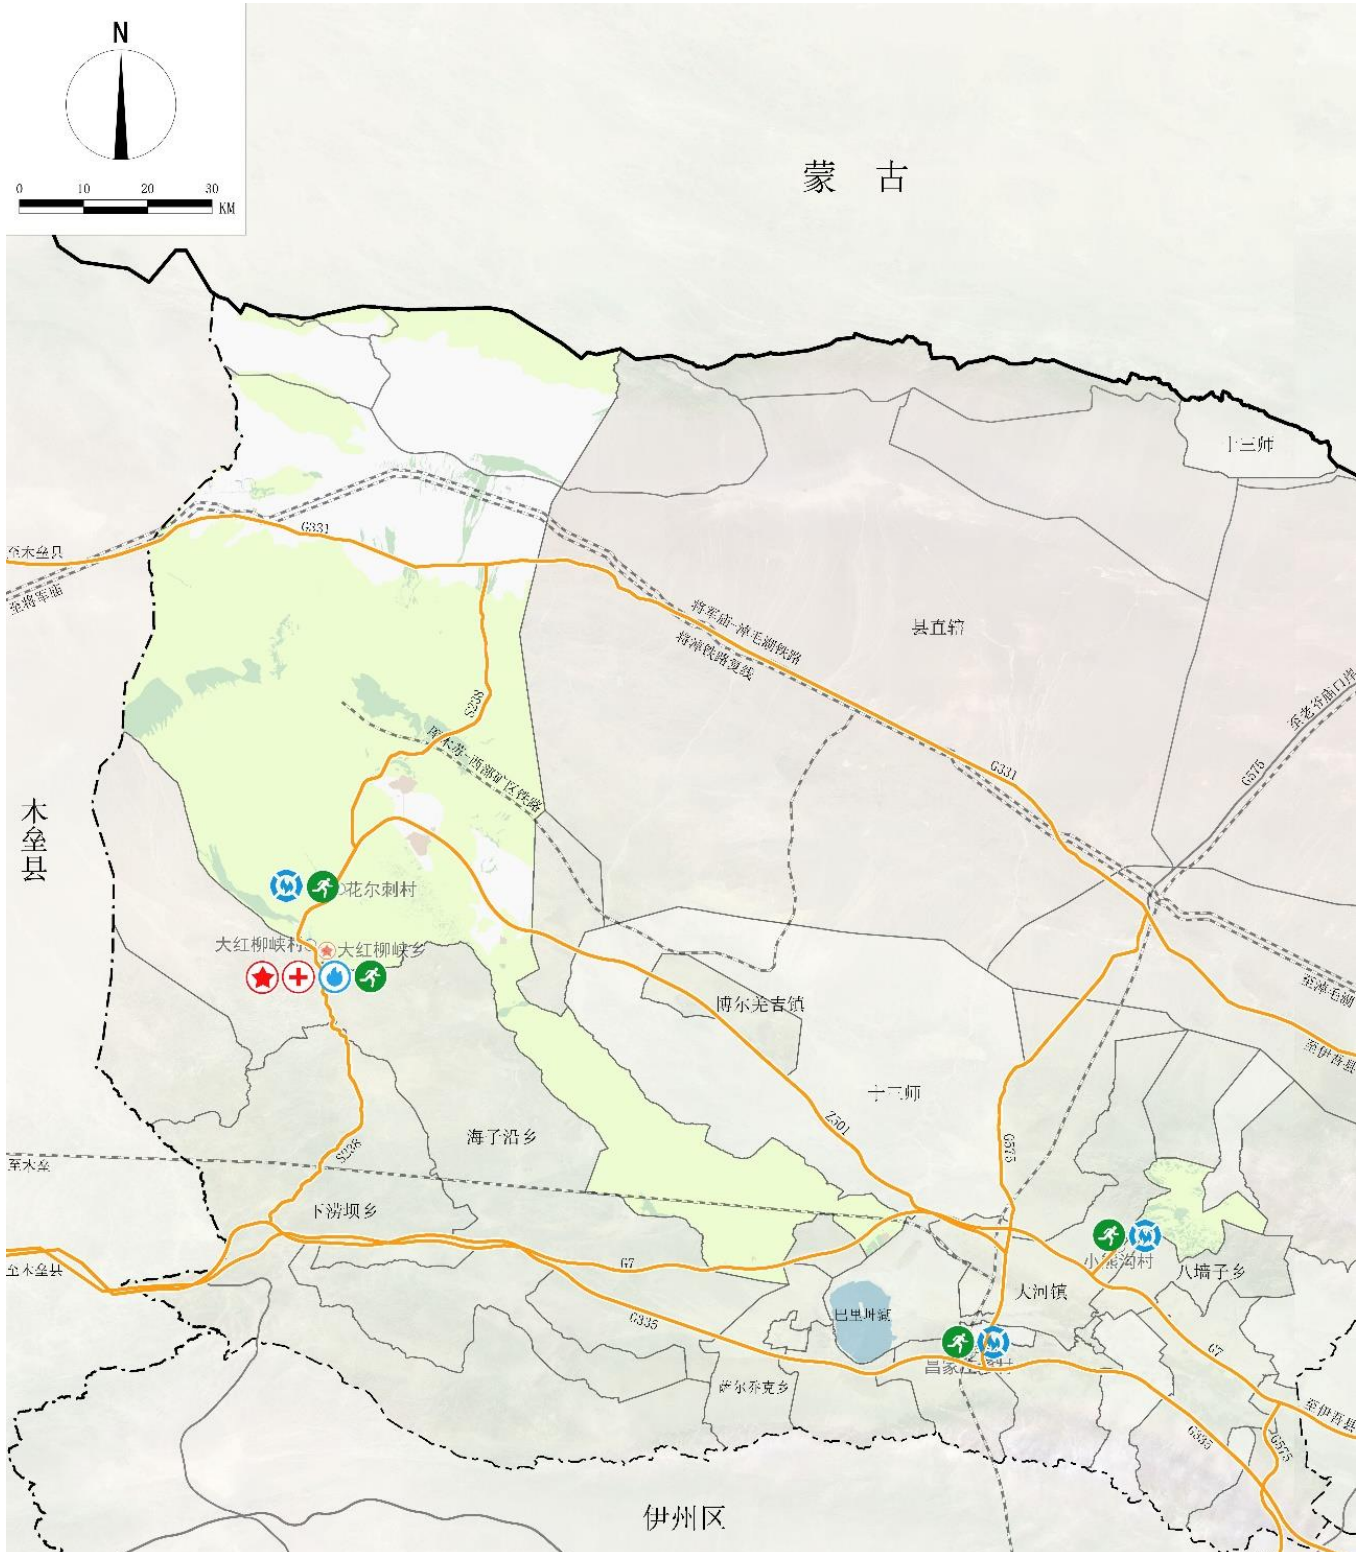 N
0 10 20 30
KM
蒙 古
十三师
G331
至木垒县
至将军庙
将军庙-淖毛湖铁路
将淖铁路复线
县直辖
至老爷庙口岸
S238
西部矿区铁路
G331
G575
木垒县
花尔刺村
大红柳峡村
大红柳峡乡
博尔羌吉镇
至淖毛湖
至伊吾县
十三师
Z501
海子沿乡
G575
S238
至木垒
下涝坝乡
小熊沟村
八墙子乡
至木垒县
G7
大河镇
巴里坤湖
G335
G7
萨尔乔克乡
至伊吾县
G335
G575
伊州区